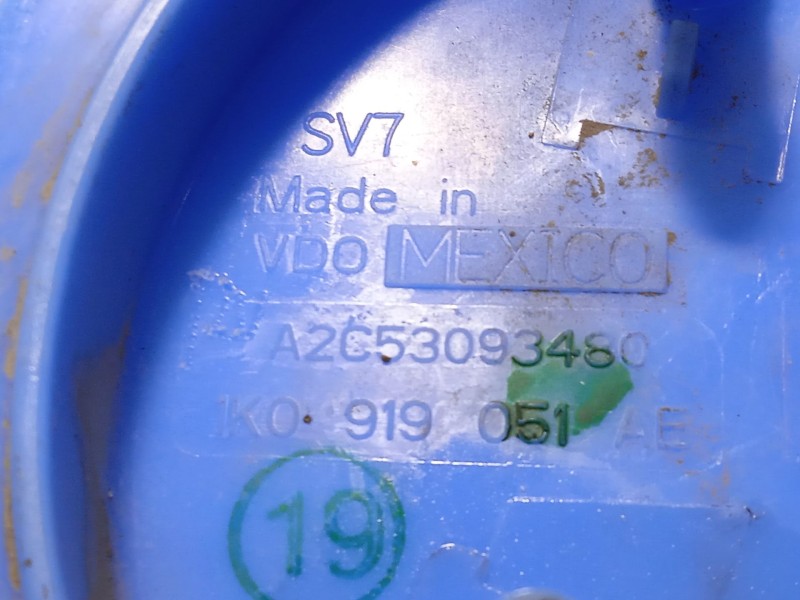 SV7
Made in
VDO MEXICO
A2C53093480
1K0 919 051 AE
19